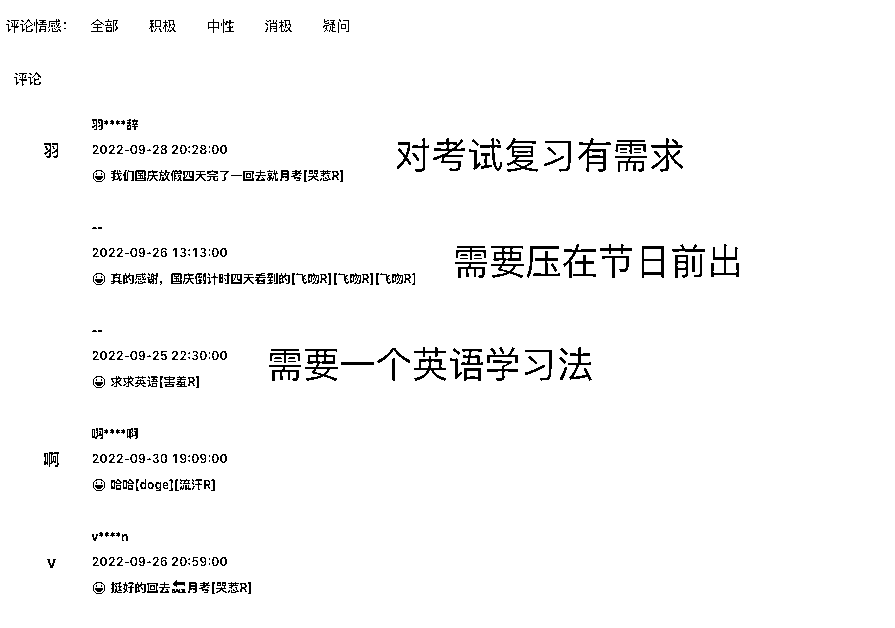 评论情感： 全部 积极 中性 消极 疑问
评论
羽****辞
羽
2022-09-28 20:28:00
对考试复习有需求
😀 我们国庆放假四天完了一回去就月考[哭惹R]
--
2022-09-26 13:13:00
需要压在节日前出
😀 真的感谢，国庆倒计时四天看到的[飞吻R][飞吻R][飞吻R]
--
2022-09-25 22:30:00
需要一个英语学习法
😀 求求英语[害羞R]
啊****啊
啊
2022-09-30 19:09:00
😀 哈哈[doge][流汗R]
v****n
v
2022-09-26 20:59:00
😀 挺好的回去 月考[哭惹R]